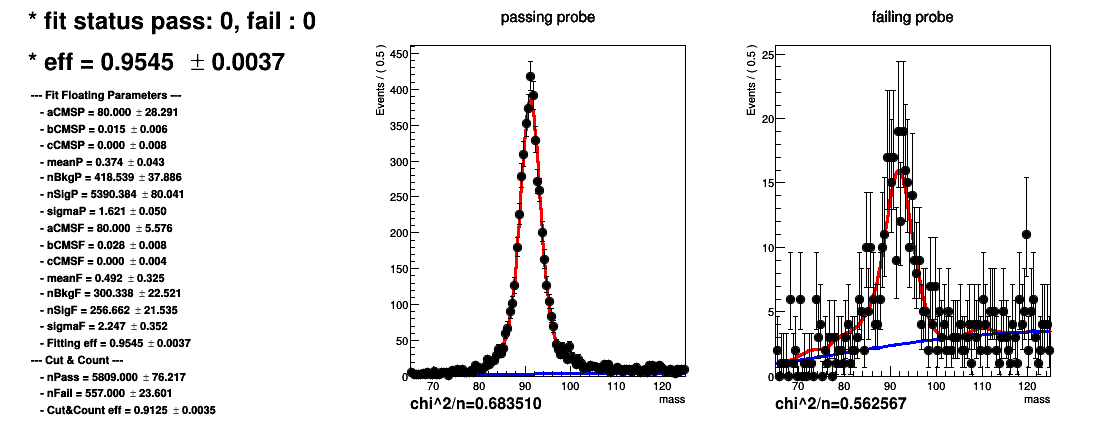 * fit status pass: 0, fail : 0
* eff = 0.9545 ± 0.0037
--- Fit Floating Parameters ---
- aCMSP = 80.000 ± 28.291
- bCMSP = 0.015 ± 0.006
- cCMSP = 0.000 ± 0.008
- meanP = 0.374 ± 0.043
- nBkgP = 418.539 ± 37.886
- nSigP = 5390.384 ± 80.041
- sigmaP = 1.621 ± 0.050
- aCMSF = 80.000 ± 5.576
- bCMSF = 0.028 ± 0.008
- cCMSF = 0.000 ± 0.004
- meanF = 0.492 ± 0.325
- nBkgF = 300.338 ± 22.521
- nSigF = 256.662 ± 21.535
- sigmaF = 2.247 ± 0.352
- Fitting eff = 0.9545 ± 0.0037
--- Cut & Count ---
- nPass = 5809.000 ± 76.217
- nFail = 557.000 ± 23.601
- Cut&Count eff = 0.9125 ± 0.0035
passing probe
Events / ( 0.5 )
450
400
350
300
250
200
150
100
50
0
70 80 90 100 110 120
mass
chi^2/n=0.683510
failing probe
Events / ( 0.5 )
25
20
15
10
5
0
70 80 90 100 110 120
mass
chi^2/n=0.562567